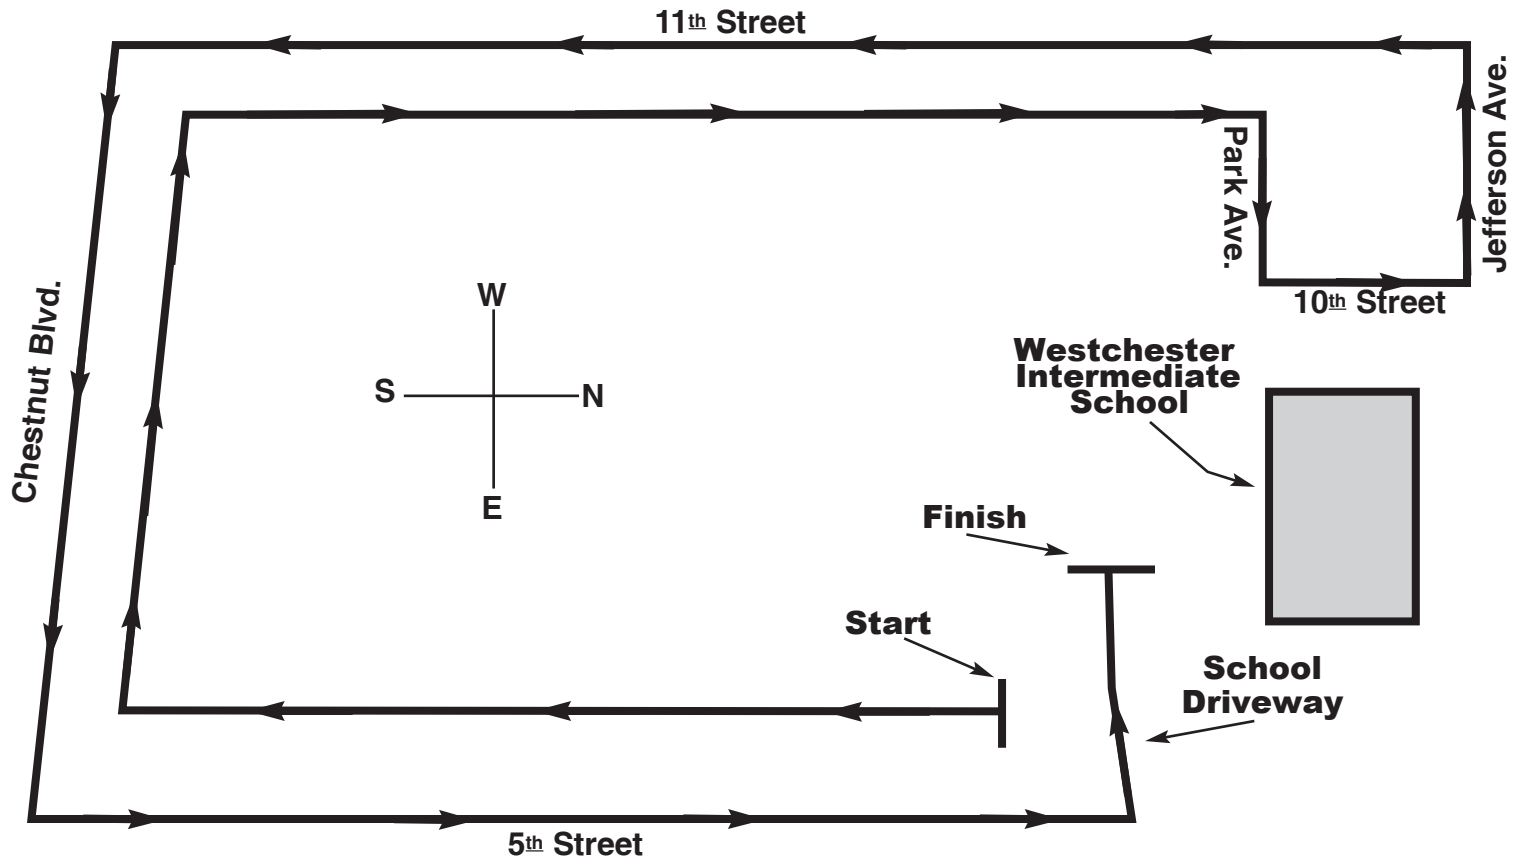 11th Street
Park Ave.
Jefferson Ave.
10th Street
Chestnut Blvd.
W
S
N
E
Westchester
Intermediate
School
Finish
Start
School
Driveway
5th Street